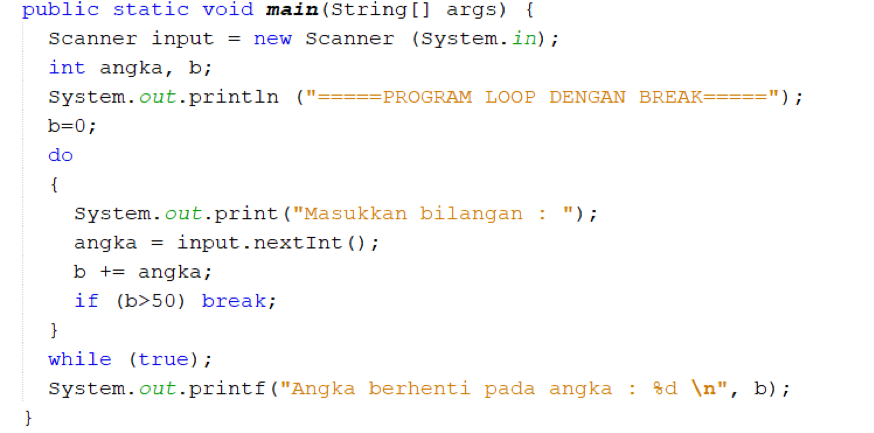 public static void main(String[] args) {
Scanner input = new Scanner (System.in);
int angka, b;
System.out.println ("=====PROGRAM LOOP DENGAN BREAK=====");
b=0;
do
{
System.out.print("Masukkan bilangan : ");
angka = input.nextInt();
b += angka;
if (b>50) break;
}
while (true);
System.out.printf("Angka berhenti pada angka : %d \n", b);
}